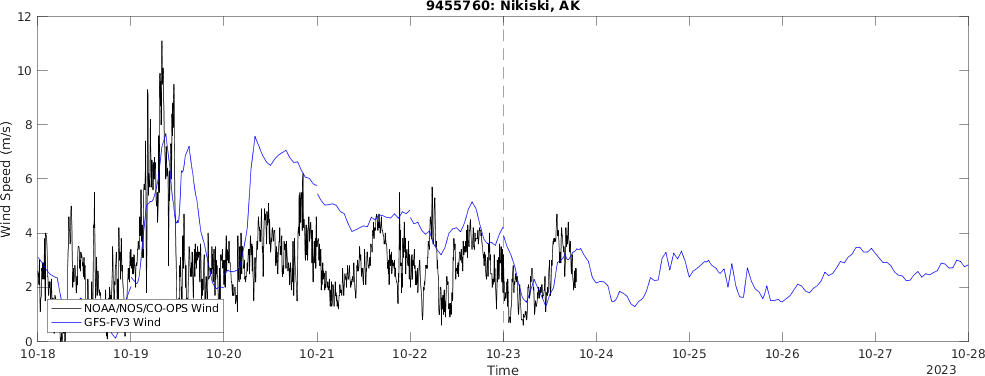 9455760: Nikiski, AK
Wind Speed (m/s)
12
10
8
6
4
2
0
NOAA/NOS/CO-OPS Wind
GFS-FV3 Wind
10-18 10-19 10-20 10-21 10-22 10-23 10-24 10-25 10-26 10-27 10-28
Time
2023